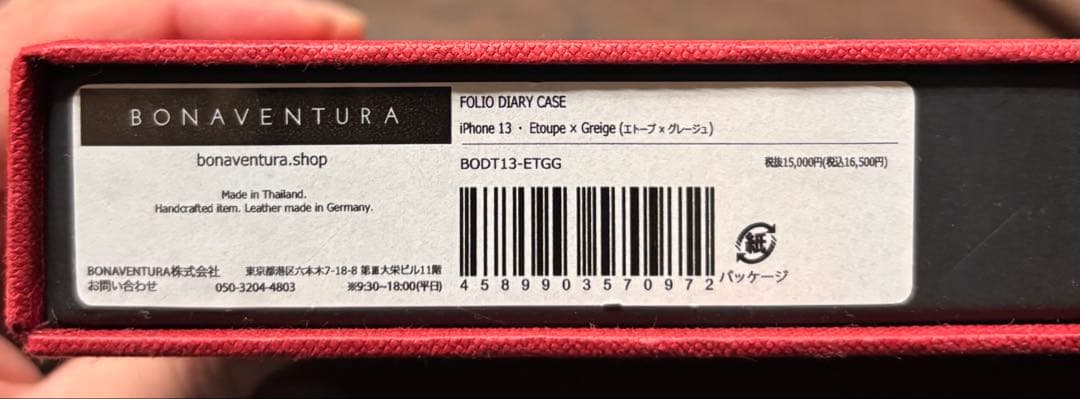 BONAVENTURA
bonaventura.shop
Made in Thailand.
Handcrafted item. Leather made in Germany.
BONAVENTURA株式会社 東京都港区六本木7-18-8 第Ⅲ大栄ビル11階
お問い合わせ 050-3204-4803 ※9:30~18:00(平日)
FOLIO DIARY CASE
iPhone 13・Etoupe × Greige (エトープ×グレージュ)
BODT13-ETGG 税抜15,000円(税込16,500円)
4589903570972
紙
パッケージ